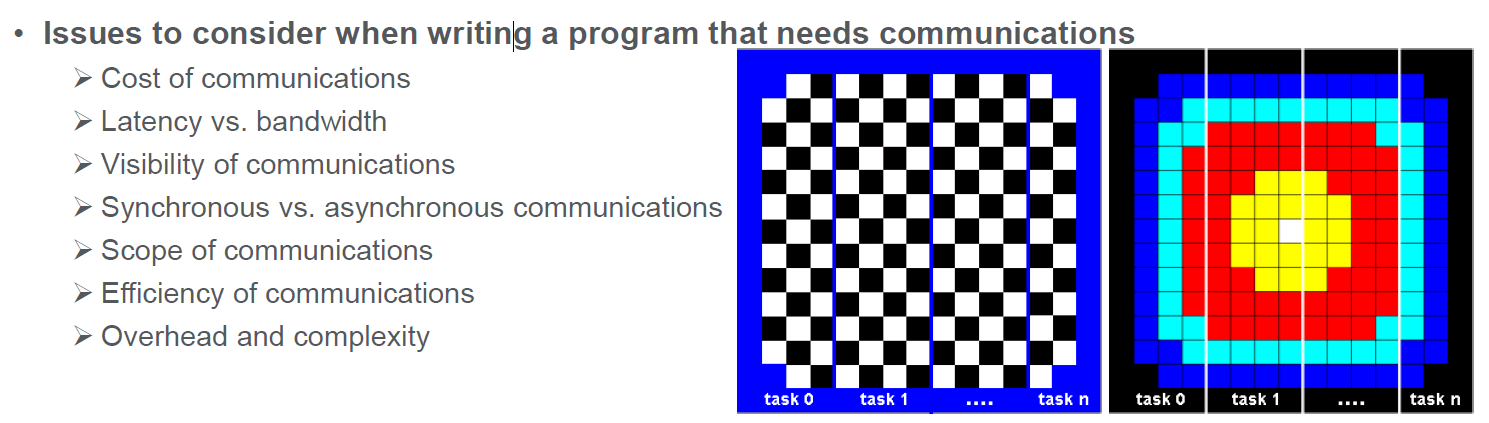 • Issues to consider when writing a program that needs communications
➢ Cost of communications
➢ Latency vs. bandwidth
➢ Visibility of communications
➢ Synchronous vs. asynchronous communications
➢ Scope of communications
➢ Efficiency of communications
➢ Overhead and complexity
task 0 task 1 .... task n
task 0 task 1 .... task n